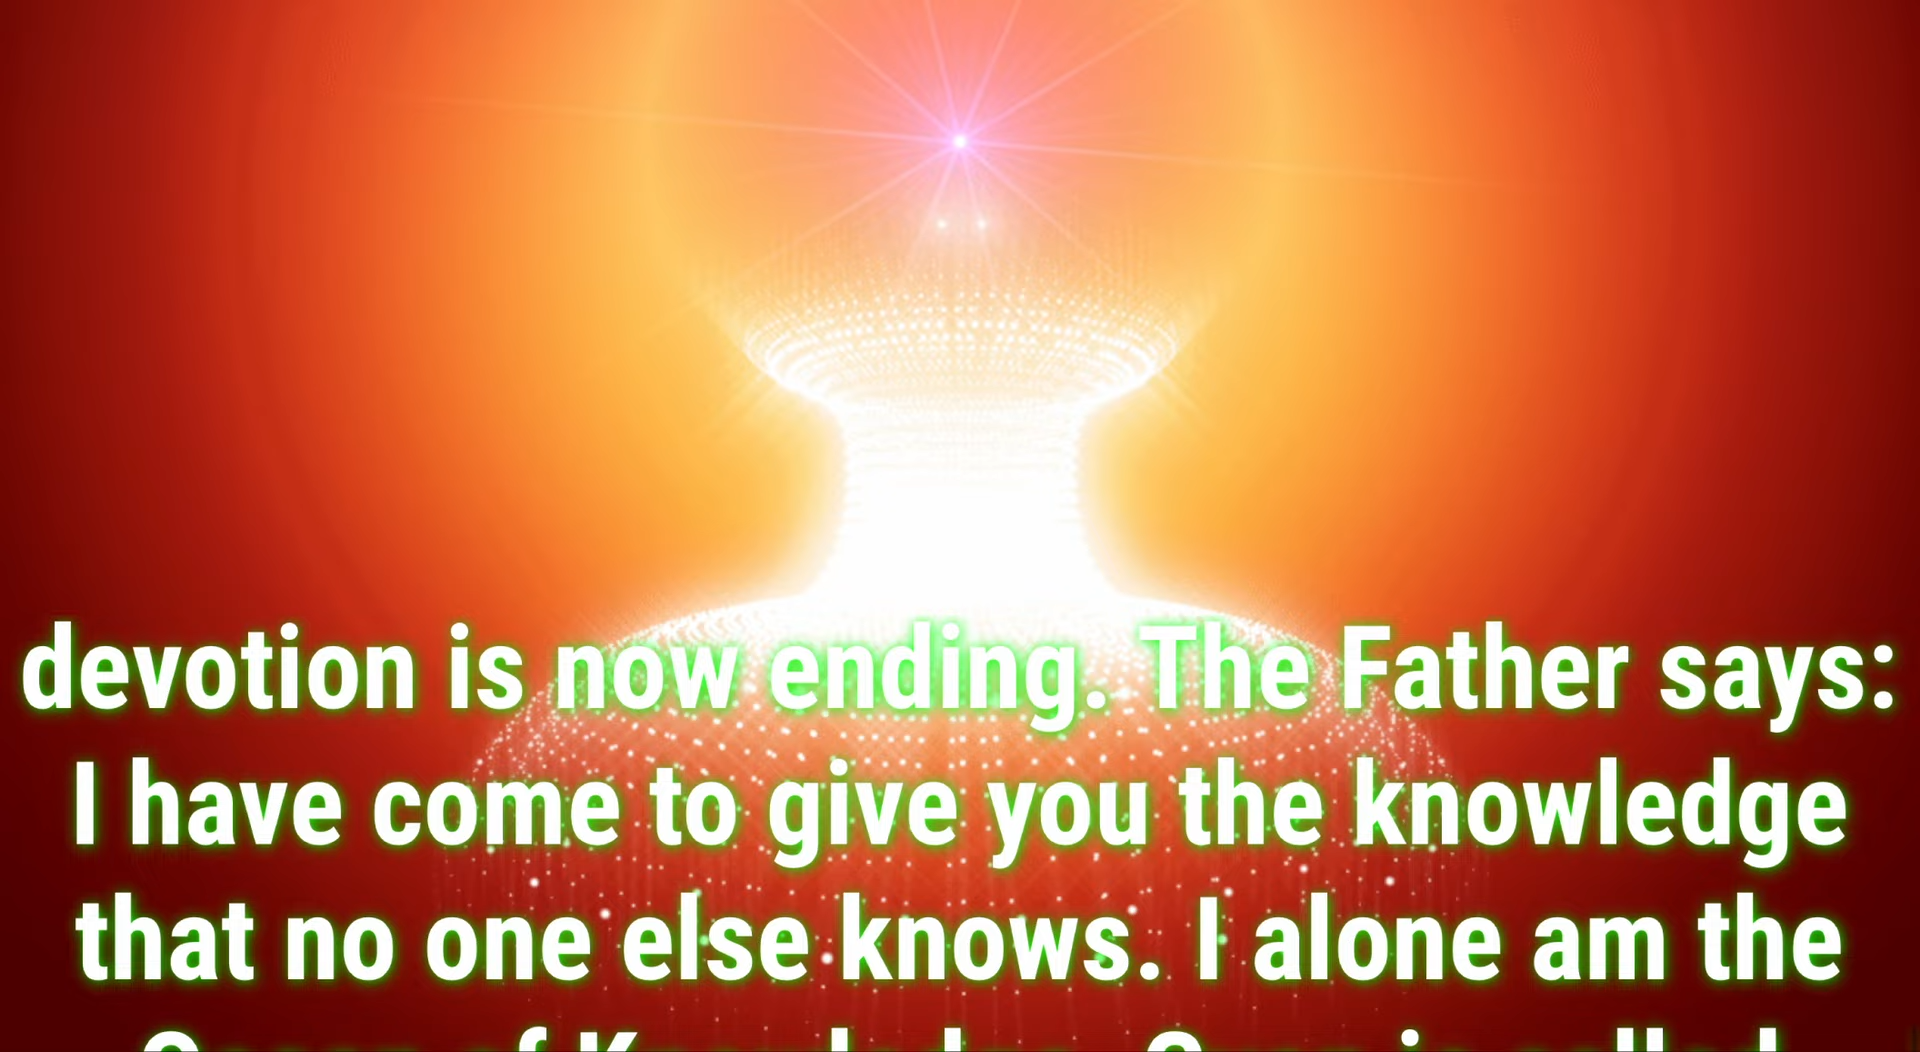 devotion is now ending. The Father says:
I have come to give you the knowledge
that no one else knows. I alone am the